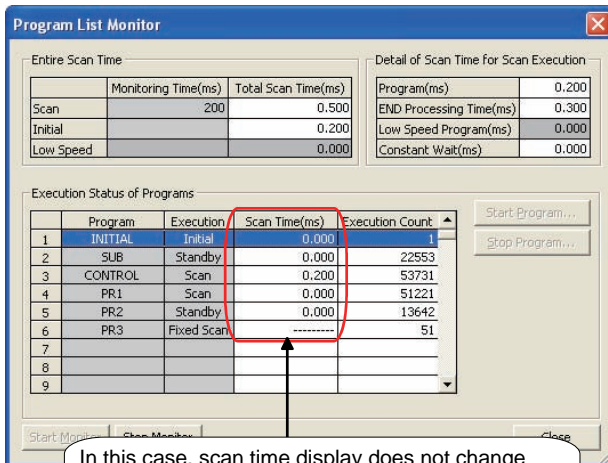 Program List Monitor
Entire Scan Time
Monitoring Time(ms) Total Scan Time(ms)
Scan 200 0.500
Initial 0.200
Low Speed 0.000
Detail of Scan Time for Scan Execution
Program(ms) 0.200
END Processing Time(ms) 0.300
Low Speed Program(ms) 0.000
Constant Wait(ms) 0.000
Execution Status of Programs
Program Execution Scan Time(ms) Execution Count
1 INITIAL Initial 0.000 1
2 SUB Standby 0.000 22553
3 CONTROL Scan 0.200 53731
4 PR1 Scan 0.000 51221
5 PR2 Standby 0.000 13642
6 PR3 Fixed Scan --------- 51
7
8
9
Start Program...
Stop Program...
Start Monitor Stop Monitor Close
In this case, scan time display does not change